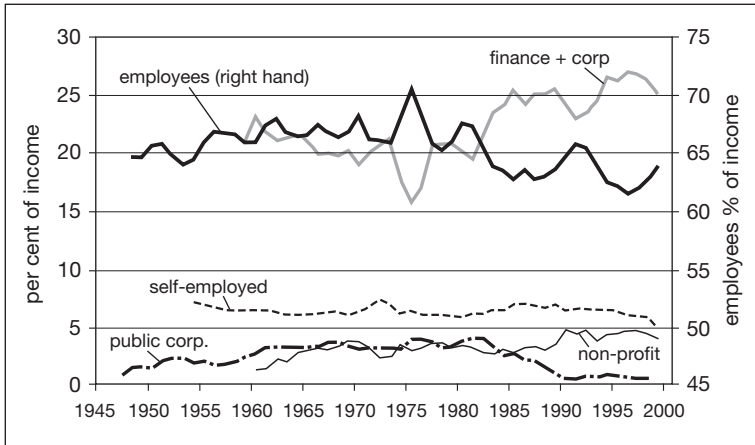 30
25
20
15
10
5
0
per cent of income
75
70
65
60
55
52
50
45
employees % of income
employees (right hand)
finance + corp
self-employed
public corp.
non-profit
1945 1950 1955 1960 1965 1970 1975 1980 1985 1990 1995 2000